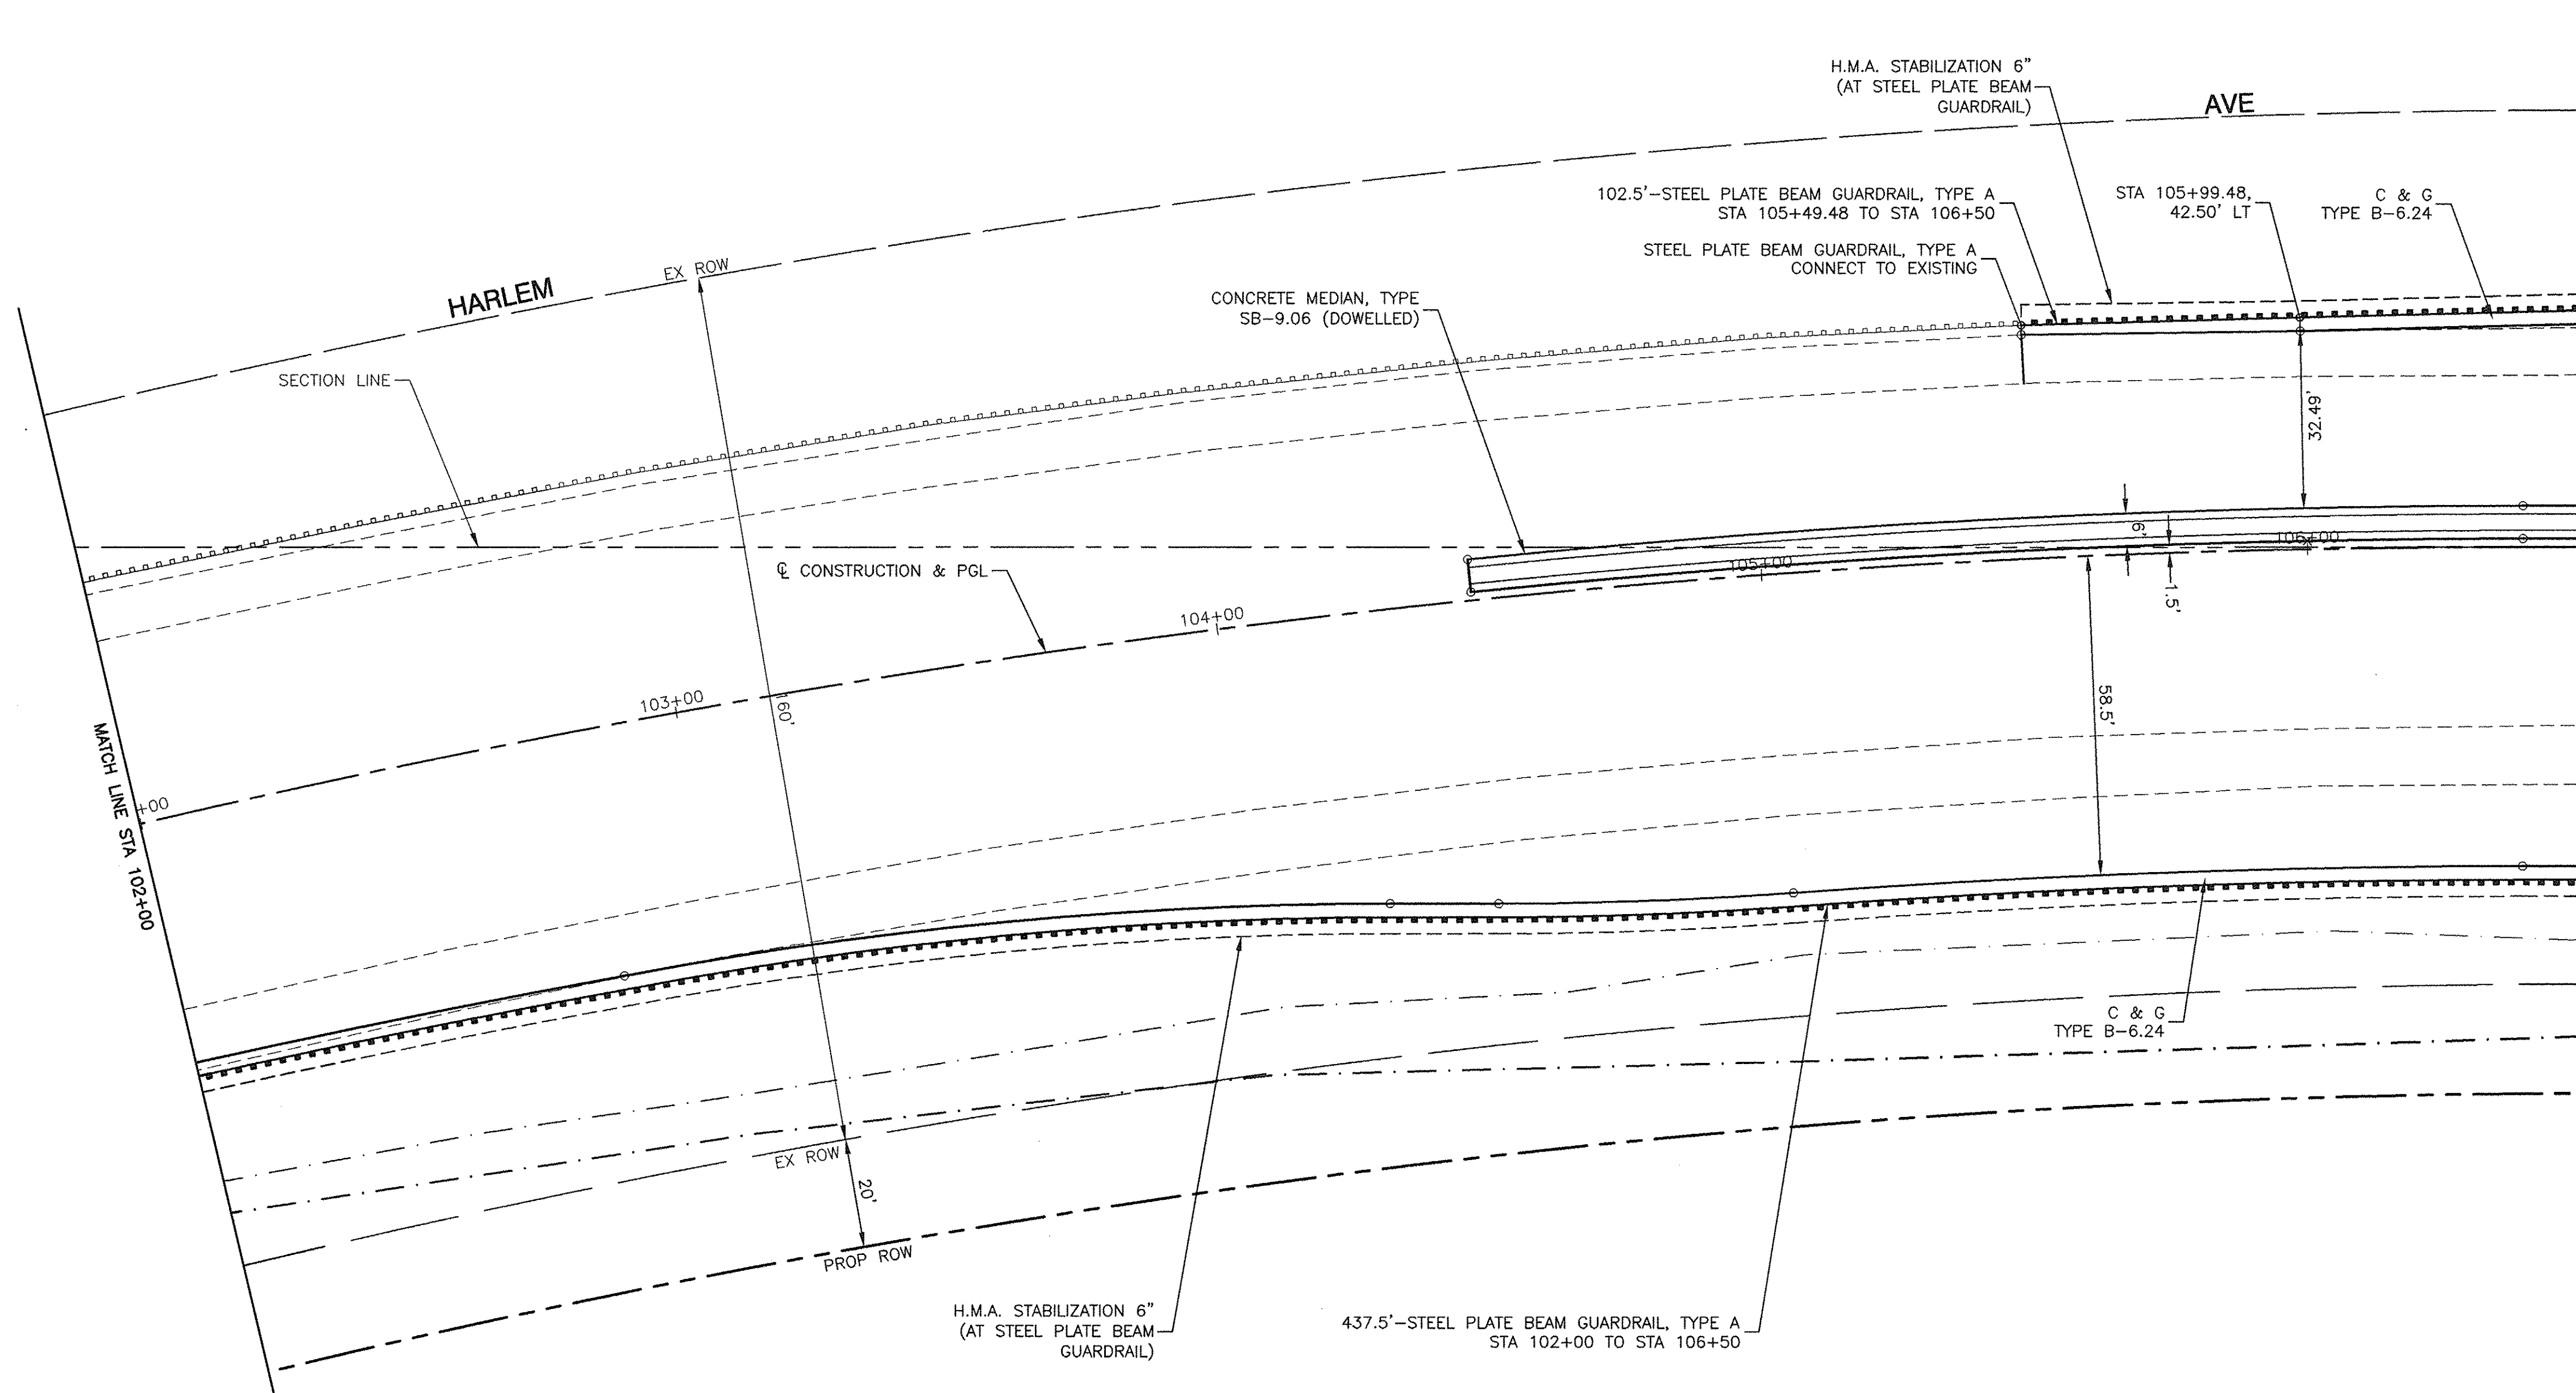 H.M.A. STABILIZATION 6"
(AT STEEL PLATE BEAM
GUARDRAIL)
AVE
102.5'-STEEL PLATE BEAM GUARDRAIL, TYPE A
STA 105+49.48 TO STA 106+50
STA 105+99.48,
42.50' LT
C & G
TYPE B-6.24
STEEL PLATE BEAM GUARDRAIL, TYPE A
CONNECT TO EXISTING
EX ROW
HARLEM
CONCRETE MEDIAN, TYPE
SB-9.06 (DOWELLED)
SECTION LINE
32.49'
6'
106+00
105+00
1.5'
℄ CONSTRUCTION & PGL
104+00
103+00
160'
58.5'
+00
MATCH LINE STA 102+00
C & G
TYPE B-6.24
EX ROW
20'
PROP ROW
H.M.A. STABILIZATION 6"
(AT STEEL PLATE BEAM
GUARDRAIL)
437.5'-STEEL PLATE BEAM GUARDRAIL, TYPE A
STA 102+00 TO STA 106+50